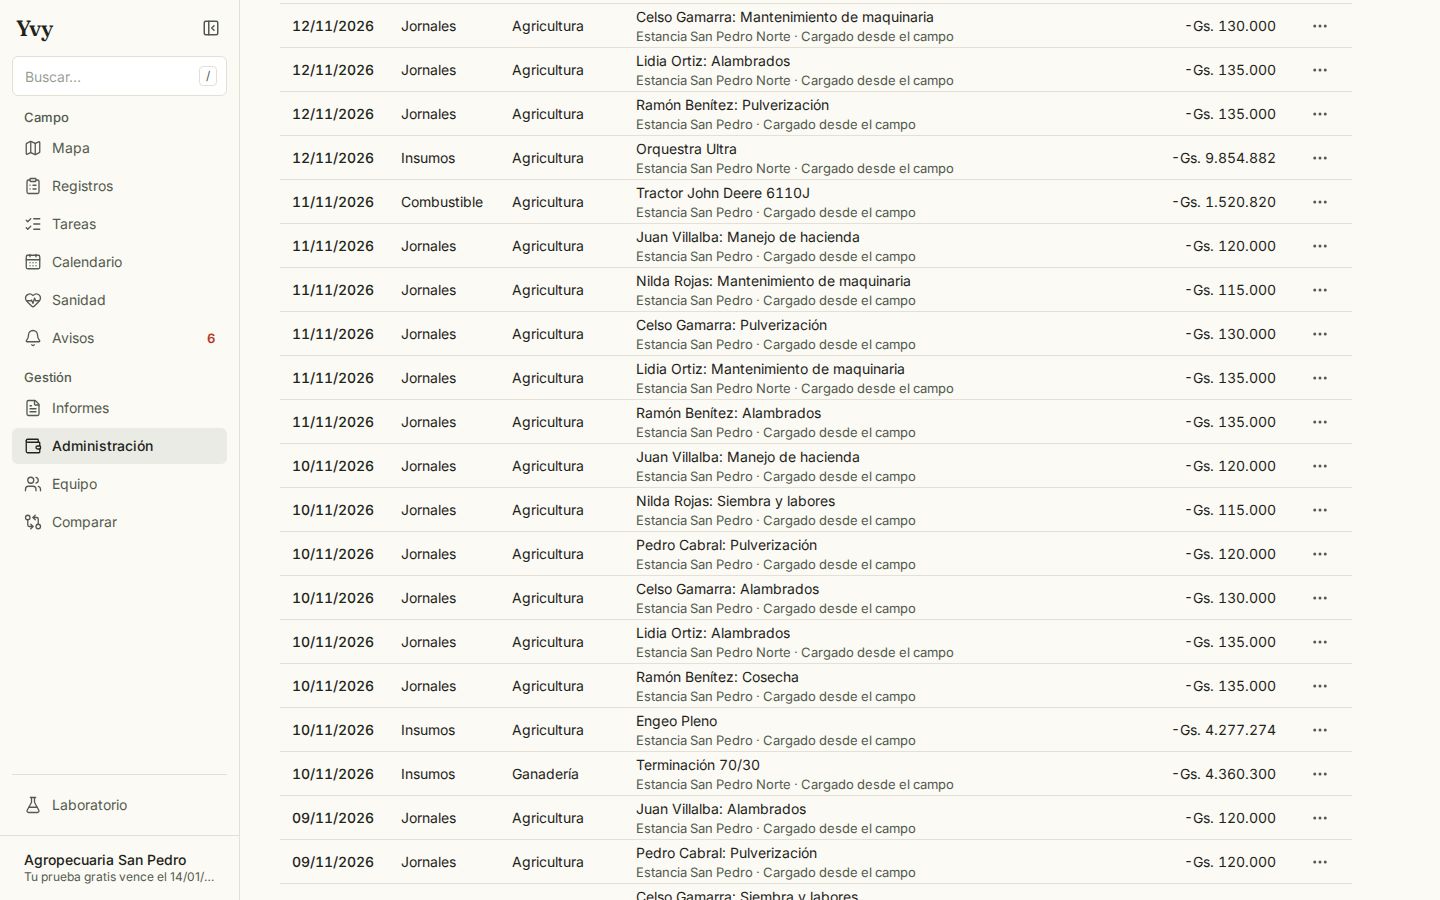 Yvy
Buscar... /
Campo
Mapa
Registros
Tareas
Calendario
Sanidad
Avisos 6
Gestión
Informes
Administración
Equipo
Comparar
Laboratorio
Agropecuaria San Pedro
Tu prueba gratis vence el 14/01/...
12/11/2026 Jornales Agricultura Celso Gamarra: Mantenimiento de maquinaria -Gs. 130.000
Estancia San Pedro Norte · Cargado desde el campo
12/11/2026 Jornales Agricultura Lidia Ortiz: Alambrados -Gs. 135.000
Estancia San Pedro Norte · Cargado desde el campo
12/11/2026 Jornales Agricultura Ramón Benítez: Pulverización -Gs. 135.000
Estancia San Pedro · Cargado desde el campo
12/11/2026 Insumos Agricultura Orquestra Ultra -Gs. 9.854.882
Estancia San Pedro Norte · Cargado desde el campo
11/11/2026 Combustible Agricultura Tractor John Deere 6110J -Gs. 1.520.820
Estancia San Pedro · Cargado desde el campo
11/11/2026 Jornales Agricultura Juan Villalba: Manejo de hacienda -Gs. 120.000
Estancia San Pedro · Cargado desde el campo
11/11/2026 Jornales Agricultura Nilda Rojas: Mantenimiento de maquinaria -Gs. 115.000
Estancia San Pedro · Cargado desde el campo
11/11/2026 Jornales Agricultura Celso Gamarra: Pulverización -Gs. 130.000
Estancia San Pedro · Cargado desde el campo
11/11/2026 Jornales Agricultura Lidia Ortiz: Mantenimiento de maquinaria -Gs. 135.000
Estancia San Pedro Norte · Cargado desde el campo
11/11/2026 Jornales Agricultura Ramón Benítez: Alambrados -Gs. 135.000
Estancia San Pedro · Cargado desde el campo
10/11/2026 Jornales Agricultura Juan Villalba: Manejo de hacienda -Gs. 120.000
Estancia San Pedro · Cargado desde el campo
10/11/2026 Jornales Agricultura Nilda Rojas: Siembra y labores -Gs. 115.000
Estancia San Pedro · Cargado desde el campo
10/11/2026 Jornales Agricultura Pedro Cabral: Pulverización -Gs. 120.000
Estancia San Pedro · Cargado desde el campo
10/11/2026 Jornales Agricultura Celso Gamarra: Alambrados -Gs. 130.000
Estancia San Pedro · Cargado desde el campo
10/11/2026 Jornales Agricultura Lidia Ortiz: Alambrados -Gs. 135.000
Estancia San Pedro Norte · Cargado desde el campo
10/11/2026 Jornales Agricultura Ramón Benítez: Cosecha -Gs. 135.000
Estancia San Pedro · Cargado desde el campo
10/11/2026 Insumos Agricultura Engeo Pleno -Gs. 4.277.274
Estancia San Pedro · Cargado desde el campo
10/11/2026 Insumos Ganadería Terminación 70/30 -Gs. 4.360.300
Estancia San Pedro Norte · Cargado desde el campo
09/11/2026 Jornales Agricultura Juan Villalba: Alambrados -Gs. 120.000
Estancia San Pedro · Cargado desde el campo
09/11/2026 Jornales Agricultura Pedro Cabral: Pulverización -Gs. 120.000
Estancia San Pedro · Cargado desde el campo
Celso Gamarra: Siembra y labores